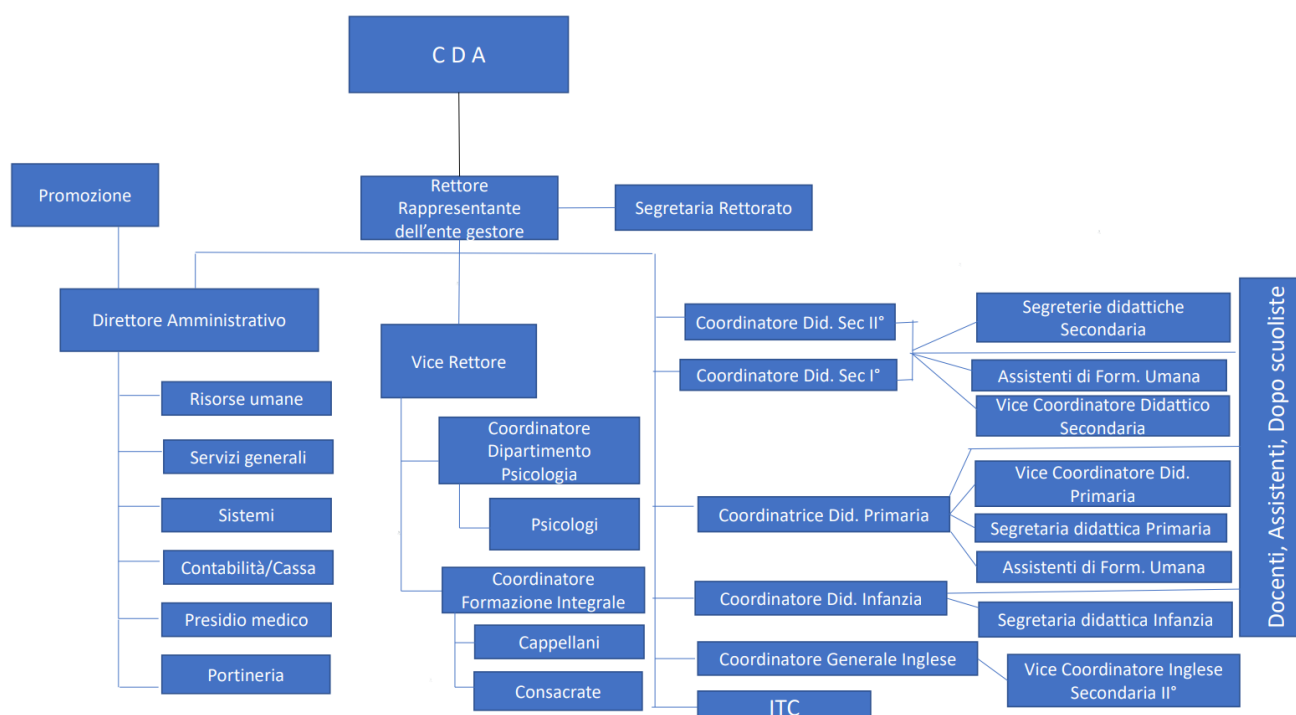 C D A
Promozione
Rettore
Rappresentante
dell'ente gestore
Segretaria Rettorato
Direttore Amministrativo
Risorse umane
Servizi generali
Sistemi
Contabilità/Cassa
Presidio medico
Portineria
Vice Rettore
Coordinatore
Dipartimento
Psicologia
Psicologi
Coordinatore
Formazione Integrale
Cappellani
Consacrate
Coordinatore Did. Sec II°
Coordinatore Did. Sec I°
Segreterie didattiche
Secondaria
Assistenti di Form. Umana
Vice Coordinatore Didattico
Secondaria
Coordinatrice Did. Primaria
Vice Coordinatore Did.
Primaria
Segretaria didattica Primaria
Assistenti di Form. Umana
Coordinatore Did. Infanzia
Segretaria didattica Infanzia
Coordinatore Generale Inglese
Vice Coordinatore Inglese
Secondaria II°
ITC
Docenti, Assistenti, Dopo scuoliste